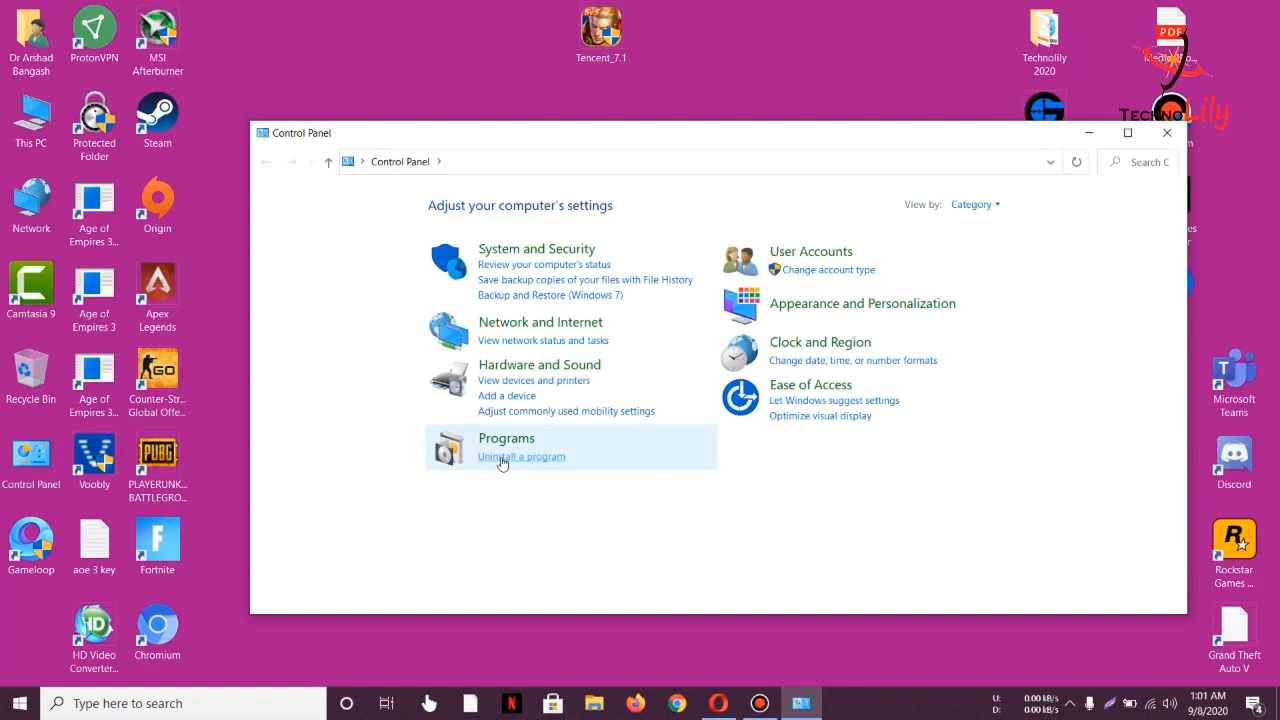 Dr Arshad
Bangash
ProtonVPN
MSI
Afterburner
Tencent_7.1
Technolily
2020
PDF
TECHNOLily
This PC
Protected
Folder
Steam
Network
Age of
Empires 3...
Origin
Camtasia 9
Age of
Empires 3
Apex
Legends
Recycle Bin
Age of
Empires 3...
GO
Counter-Str...
Global Offe...
Control Panel
Voobly
PUBG
PLAYERUNK...
BATTLEGRO...
Gameloop
aoe 3 key
Fortnite
HD
HD Video
Converter...
Chromium
Control Panel
Control Panel
Search C
Adjust your computer's settings
View by: Category
System and Security
Review your computer's status
Save backup copies of your files with File History
Backup and Restore (Windows 7)
Network and Internet
View network status and tasks
Hardware and Sound
View devices and printers
Add a device
Adjust commonly used mobility settings
Programs
Uninstall a program
User Accounts
Change account type
Appearance and Personalization
Clock and Region
Change date, time, or number formats
Ease of Access
Let Windows suggest settings
Optimize visual display
Microsoft
Teams
Discord
Rockstar
Games ...
Grand Theft
Auto V
Type here to search
U: 0.00 kB/s
D: 0.00 kB/s
1:01 AM
9/8/2020
4